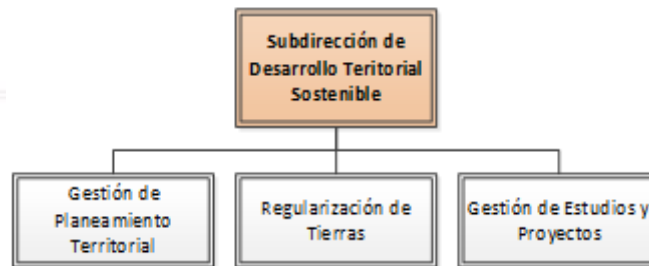 Subdirección de
Desarrollo Teritorial
Sostenible
Gestión de
Planeamiento
Territorial
Regularización de
Tierras
Gestión de Estudios y
Proyectos